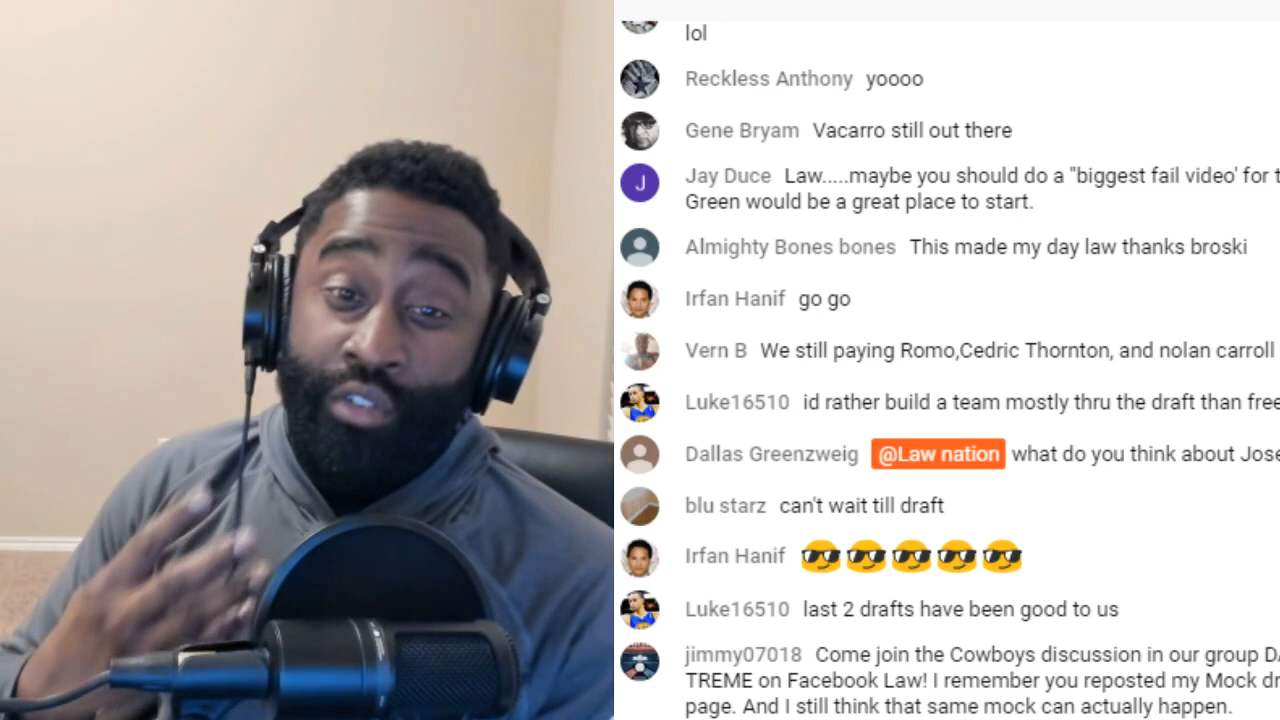 lol
Reckless Anthony yoooo
Gene Bryam Vacarro still out there
J Jay Duce Law.....maybe you should do a "biggest fail video' for
Green would be a great place to start.
Almighty Bones bones This made my day law thanks broski
Irfan Hanif go go
Vern B We still paying Romo,Cedric Thornton, and nolan carroll
Luke16510 id rather build a team mostly thru the draft than free
Dallas Greenzweig @Law nation what do you think about Jose
blu starz can't wait till draft
Irfan Hanif 😎😎😎😎😎
Luke16510 last 2 drafts have been good to us
jimmy07018 Come join the Cowboys discussion in our group
TREME on Facebook Law! I remember you reposted my Mock
page. And I still think that same mock can actually happen.